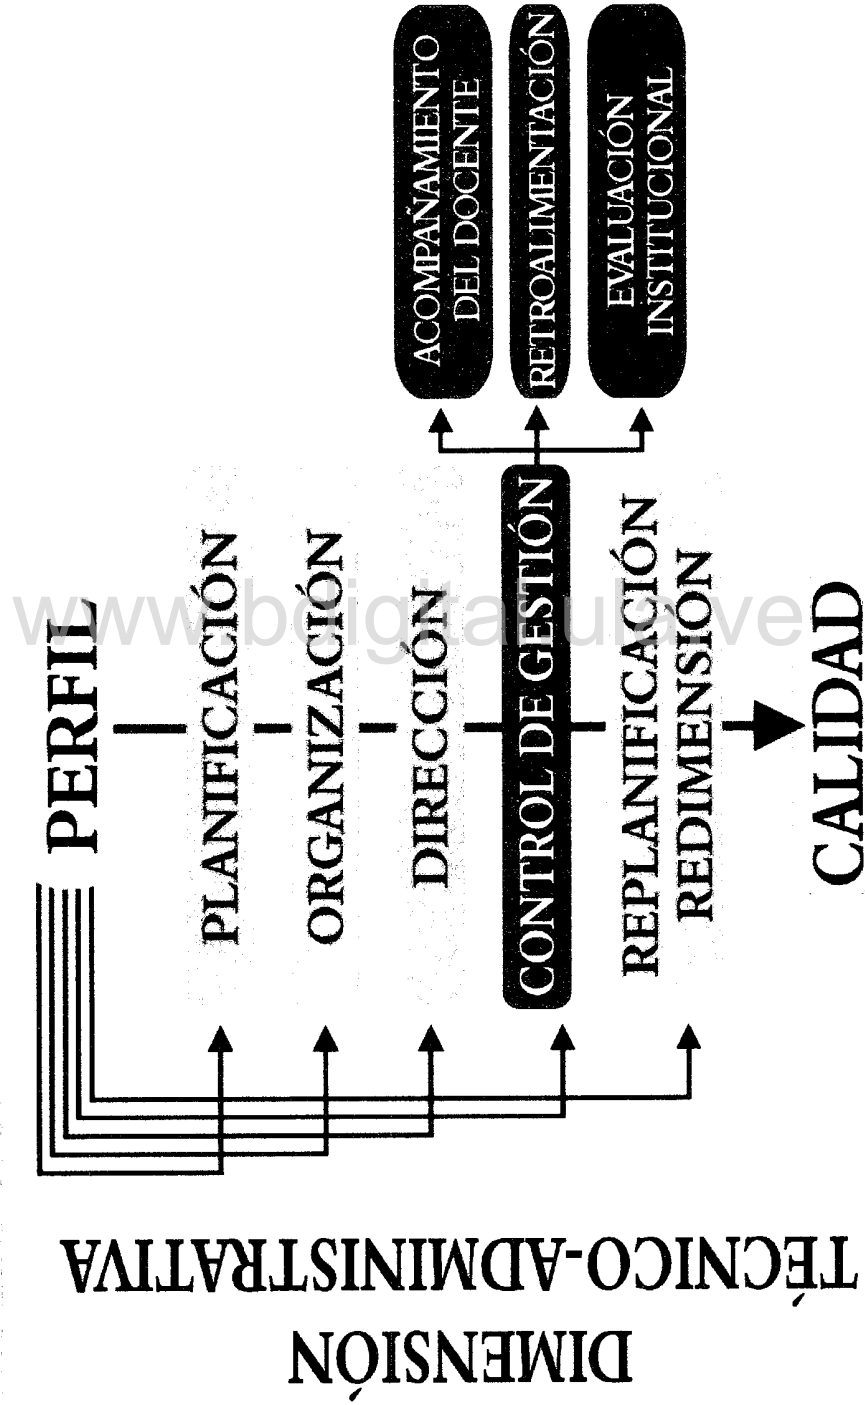 DIMENSIÓN
TÉCNICO-ADMINISTRATIVA
PERFIL
PLANIFICACIÓN
ORGANIZACIÓN
DIRECCIÓN
CONTROL DE GESTIÓN
REPLANIFICACIÓN
REDIMENSIÓN
CALIDAD
ACOMPAÑAMIENTO
DEL DOCENTE
RETROALIMENTACIÓN
EVALUACIÓN
INSTITUCIONAL
www.bdigital.ula.ve